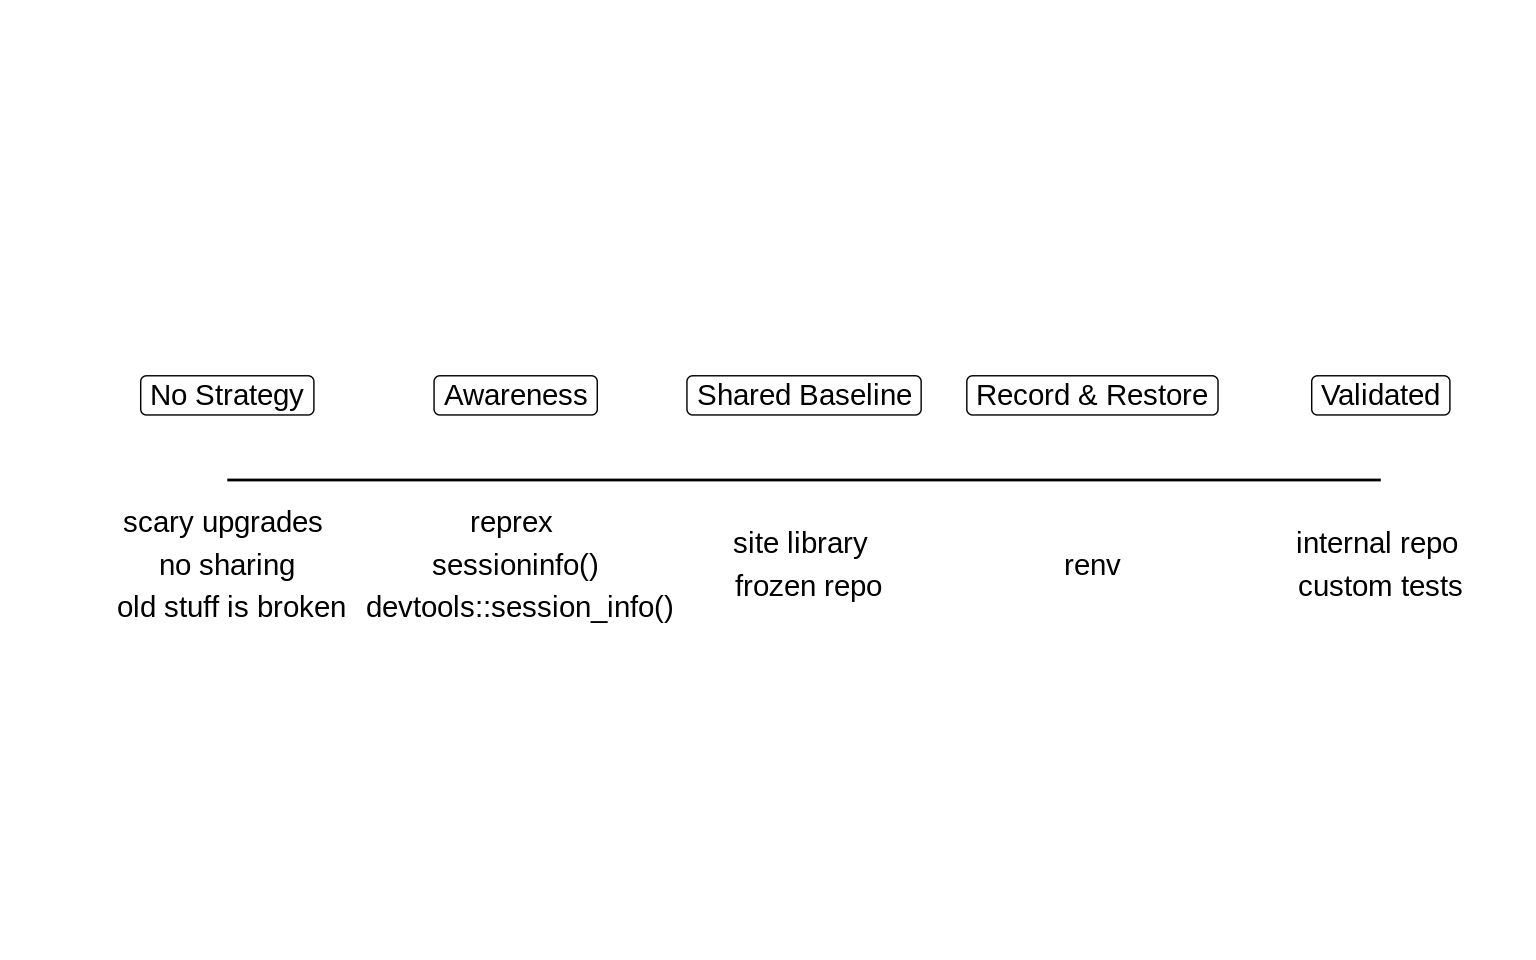 No Strategy
Awareness
Shared Baseline
Record & Restore
Validated
scary upgrades
no sharing
old stuff is broken
reprex
sessioninfo()
devtools::session_info()
site library
frozen repo
renv
internal repo
custom tests